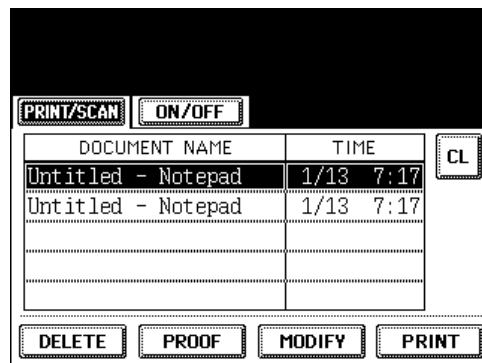 PRINT/SCAN ON/OFF
DOCUMENT NAME TIME CL
Untitled - Notepad 1/13 7:17
Untitled - Notepad 1/13 7:17
DELETE PROOF MODIFY PRINT